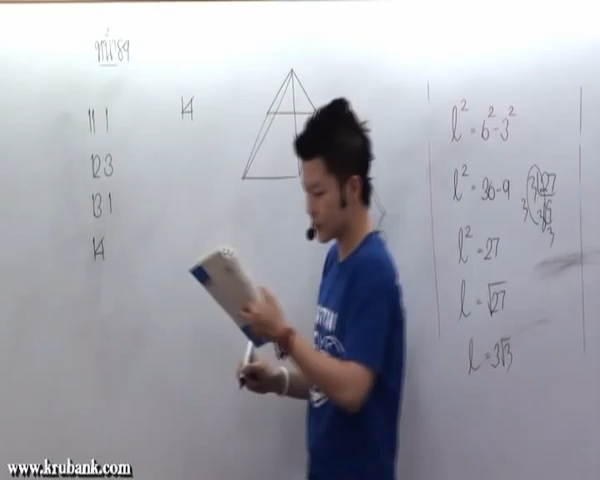 11 1
12 3
13 1
14
14
l² = 6² - 3²
l² = 36 - 9
l² = 27
l = √27
l = 3√3
www.krubank.com